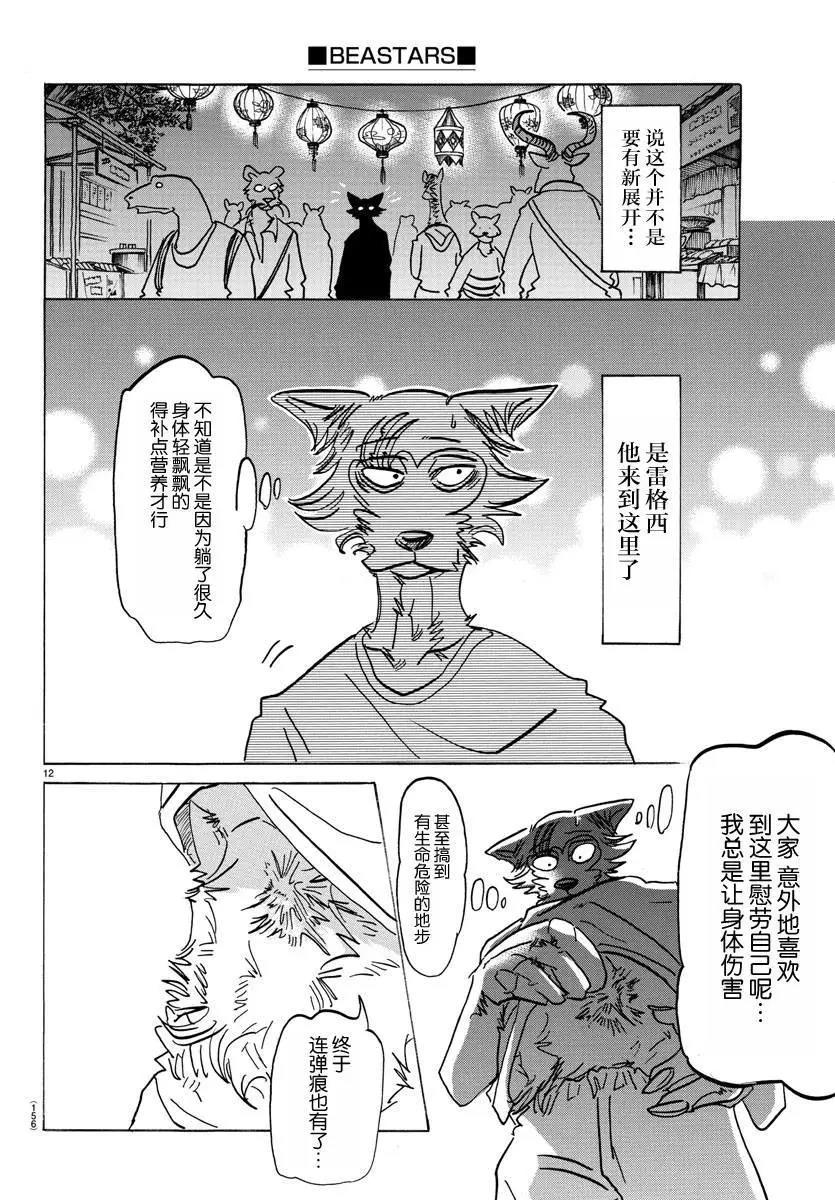 ■BEASTARS■
说这个并不是
要有新展开…
是雷格西
他来到这里了
不知道是不是因为躺了很久
身体轻飘飘的
得补点营养才行
12
大家 意外地喜欢
到这里慰劳自己呢…
我总是让身体伤害
甚至搞到
有生命危险的地步
终于
连弹痕也有了…
(156)